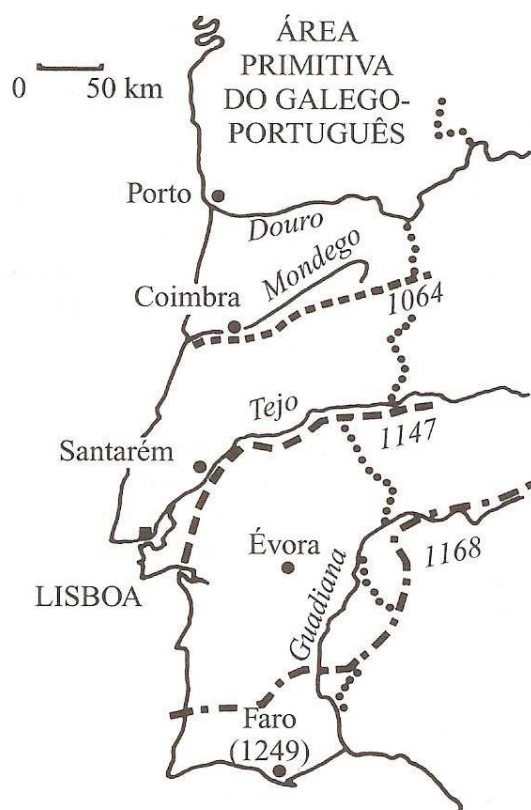 ÁREA
PRIMITIVA
DO GALEGO-
PORTUGUÊS
0 50 km
Porto
Douro
Mondego
Coimbra
1064
Tejo
Santarém
1147
Évora
1168
LISBOA
Guadiana
Faro
(1249)